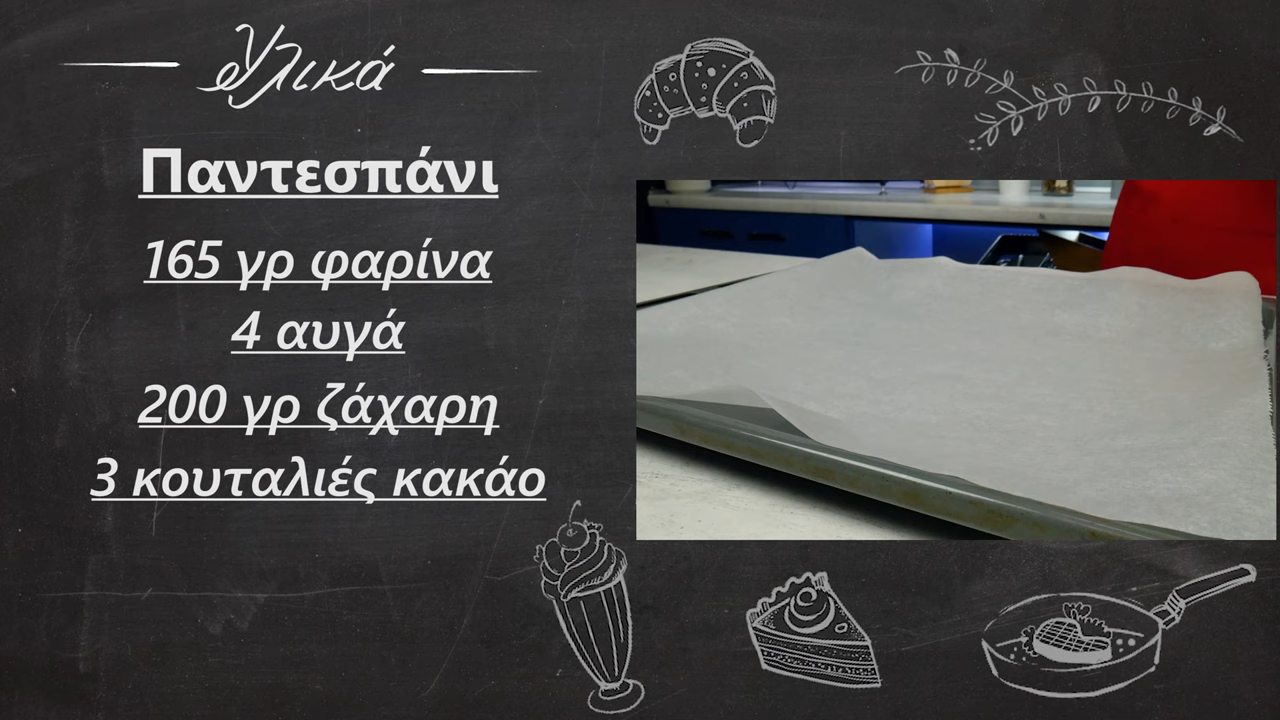 Υλικά
Παντεσπάνι
165 γρ φαρίνα
4 αυγά
200 γρ ζάχαρη
3 κουταλιές κακάο